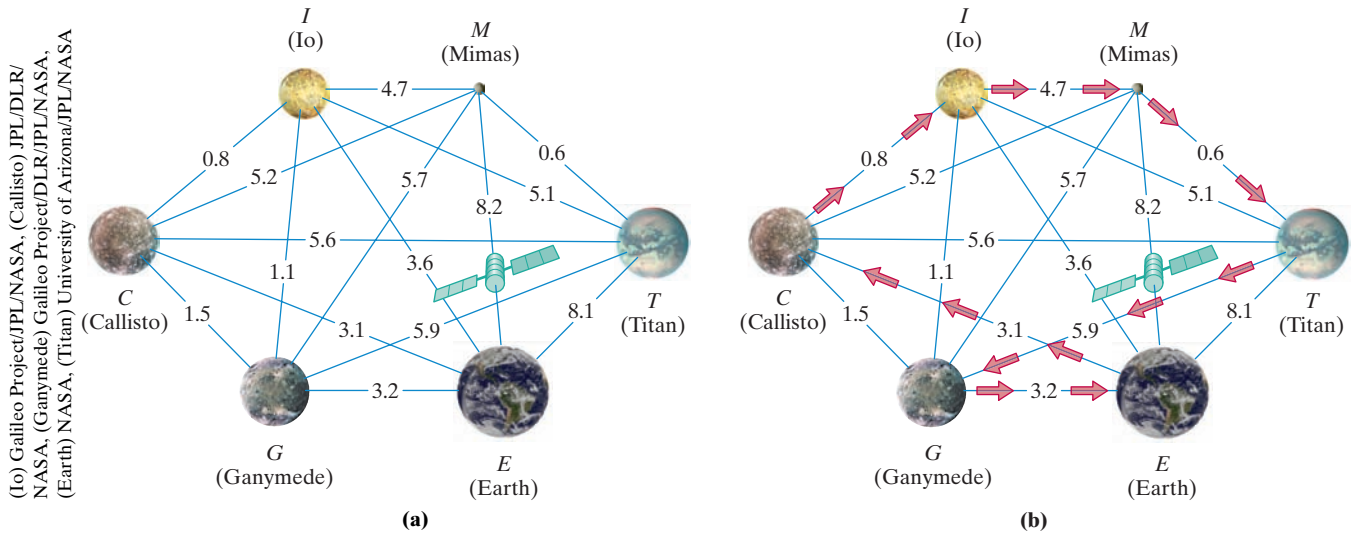 (Io) Galileo Project/JPL/NASA, (Callisto) JPL/DLR/
NASA, (Ganymede) Galileo Project/DLR/JPL/NASA,
(Earth) NASA, (Titan) University of Arizona/JPL/NASA
I
(Io)
M
(Mimas)
4.7
0.8
0.6
5.2
5.7
5.1
8.2
5.6
C
(Callisto)
T
(Titan)
1.1
3.6
1.5
3.1
5.9
8.1
3.2
G
(Ganymede)
E
(Earth)
(a)
I
(Io)
M
(Mimas)
4.7
0.8
0.6
5.2
5.7
5.1
8.2
5.6
C
(Callisto)
T
(Titan)
1.1
3.6
1.5
3.1
5.9
8.1
3.2
G
(Ganymede)
E
(Earth)
(b)